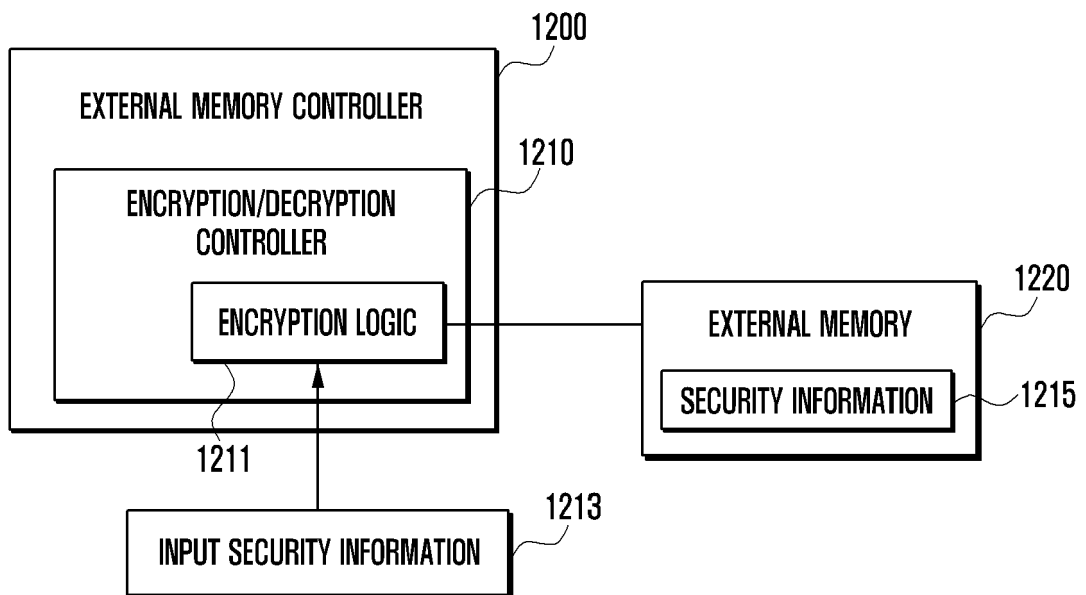 1200
EXTERNAL MEMORY CONTROLLER
1210
ENCRYPTION/DECRYPTION
CONTROLLER
ENCRYPTION LOGIC
1211
1220
EXTERNAL MEMORY
SECURITY INFORMATION
1215
1213
INPUT SECURITY INFORMATION